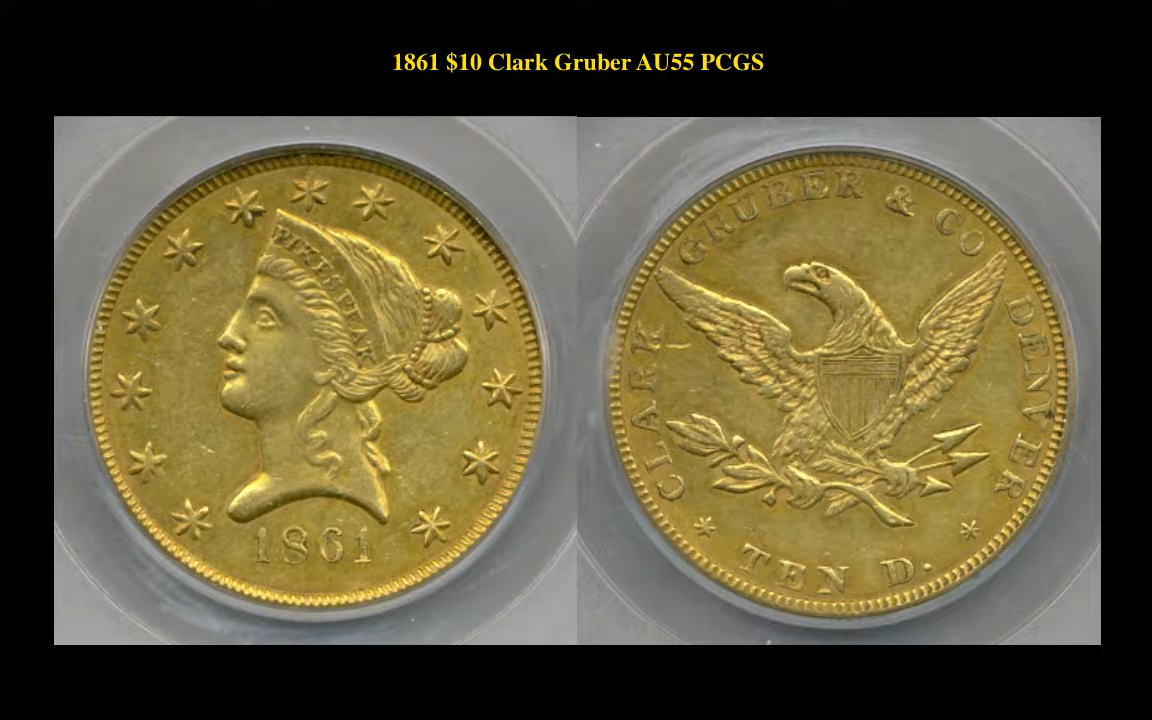 1861 $10 Clark Gruber AU55 PCGS
PIKES PEAK
1861
CLARK GRUBER & CO
DENVER
TEN D.